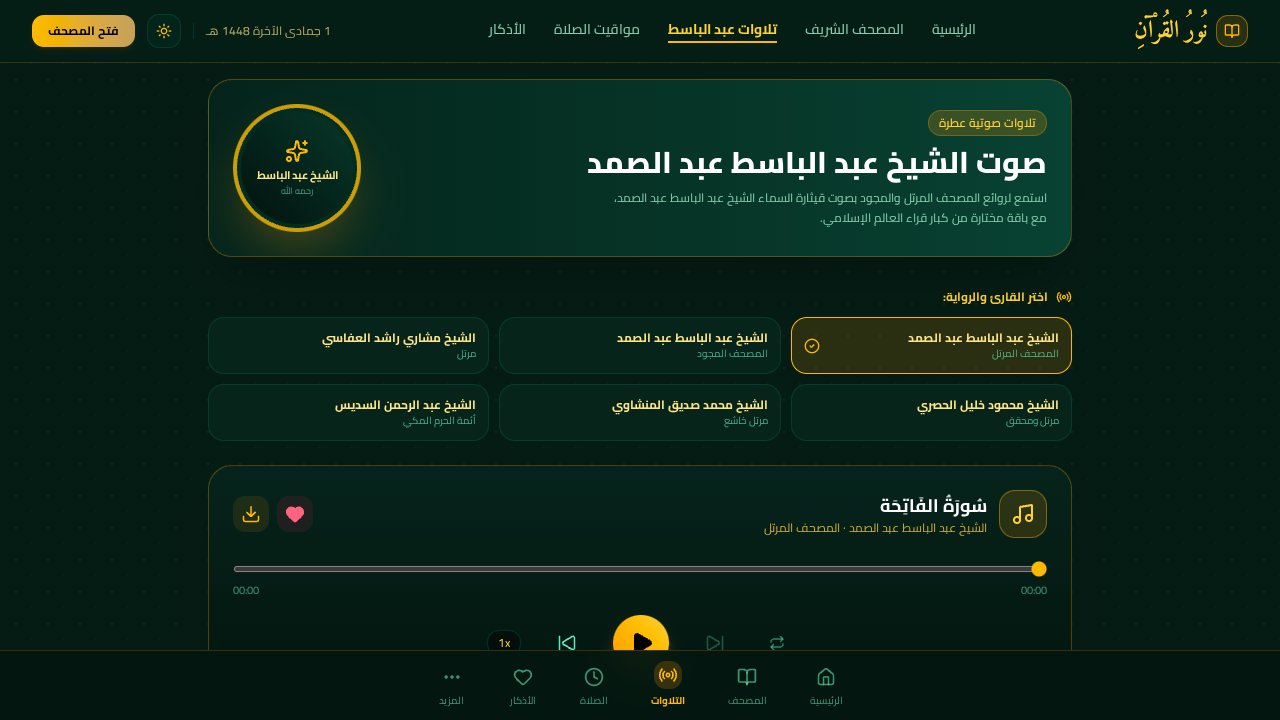 نُورُ القُرآنِ
الرئيسية
المصحف الشريف
تلاوات عبد الباسط
مواقيت الصلاة
الأذكار
1 جمادى الآخرة 1448 هـ
فتح المصحف
تلاوات صوتية عطرة
صوت الشيخ عبد الباسط عبد الصمد
استمع لروائع المصحف المرتل والمجود بصوت قيثارة السماء الشيخ عبد الباسط عبد الصمد،
مع باقة مختارة من كبار قراء العالم الإسلامي.
الشيخ عبد الباسط
رحمه الله
اختر القارئ والرواية:
الشيخ عبد الباسط عبد الصمد
المصحف المرتل
الشيخ عبد الباسط عبد الصمد
المصحف المجود
الشيخ مشاري راشد العفاسي
مرتل
الشيخ محمود خليل الحصري
مرتل ومحقق
الشيخ محمد صديق المنشاوي
مرتل خاشع
الشيخ عبد الرحمن السديس
أئمة الحرم المكي
سُورَةُ الفَاتِحَة
الشيخ عبد الباسط عبد الصمد · المصحف المرتل
00:00
00:00
1x
الرئيسية
المصحف
التلاوات
الصلاة
الأذكار
المزيد